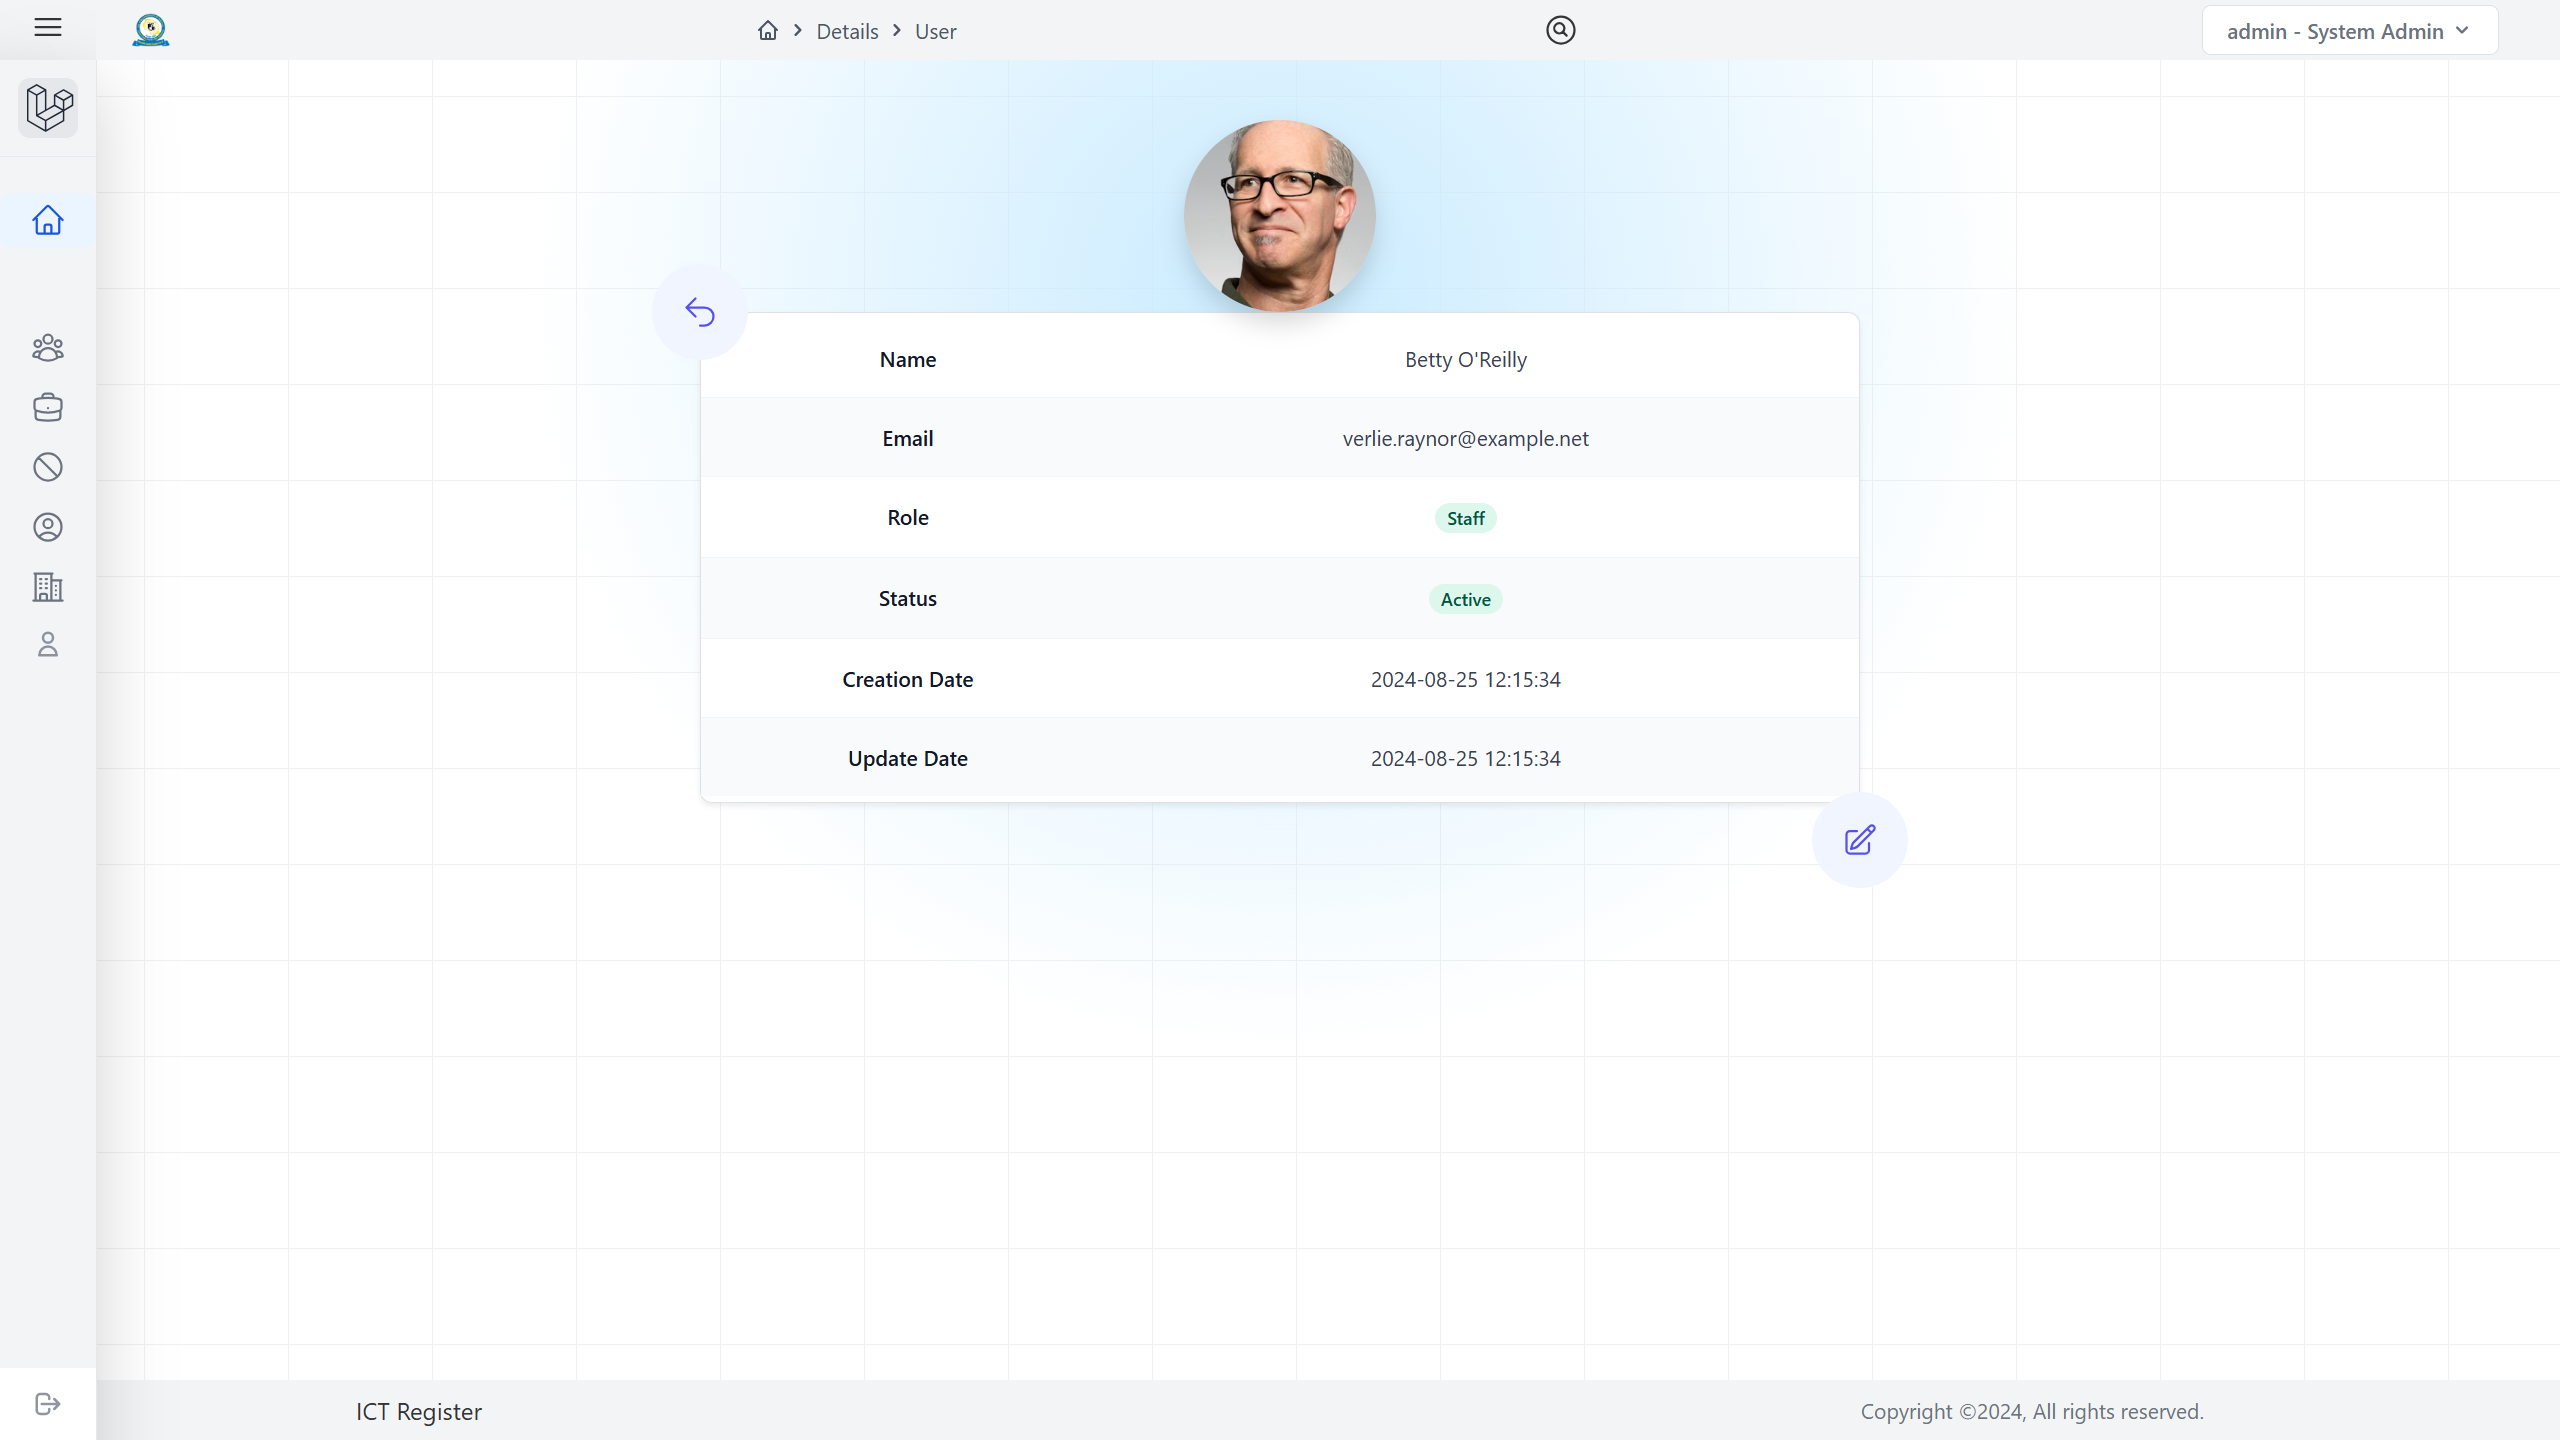 Details
User
admin - System Admin
Name
Betty O'Reilly
Email
verlie.raynor@example.net
Role
Staff
Status
Active
Creation Date
2024-08-25 12:15:34
Update Date
2024-08-25 12:15:34
ICT Register
Copyright ©2024, All rights reserved.